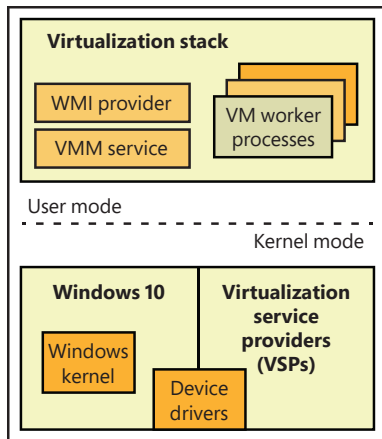 Virtualization stack
WMI provider
VMM service
VM worker
processes
User mode
Kernel mode
Windows 10
Windows
kernel
Virtualization
service
providers
(VSPs)
Device
drivers